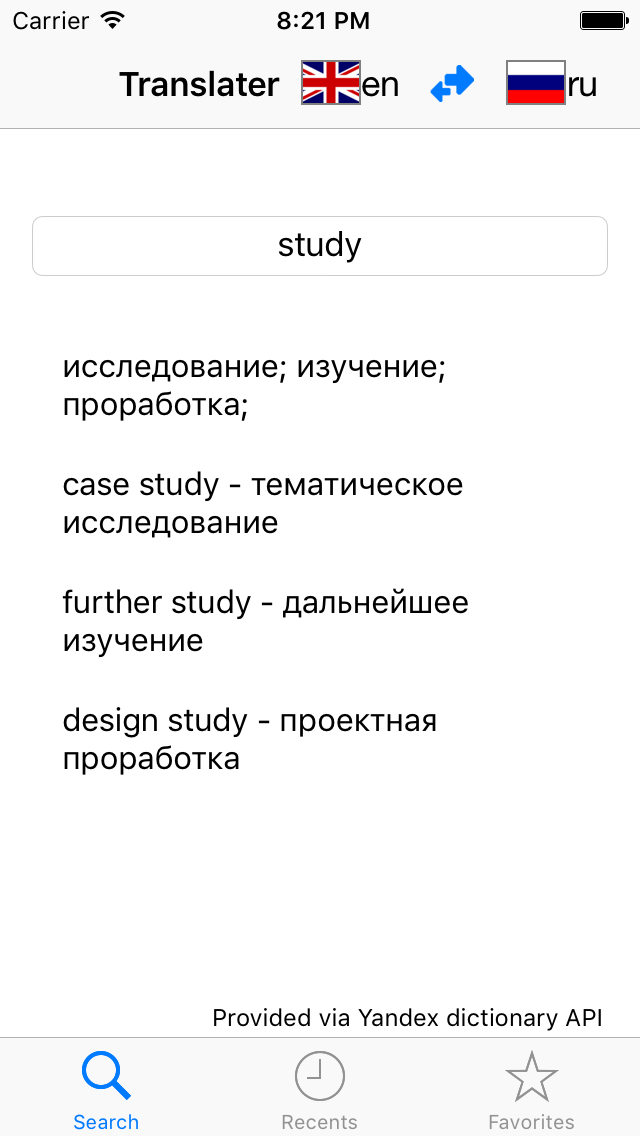 Carrier 8:21 PM
Translater en ru
study
исследование; изучение;
проработка;
case study - тематическое
исследование
further study - дальнейшее
изучение
design study - проектная
проработка
Provided via Yandex dictionary API
Search Recents Favorites